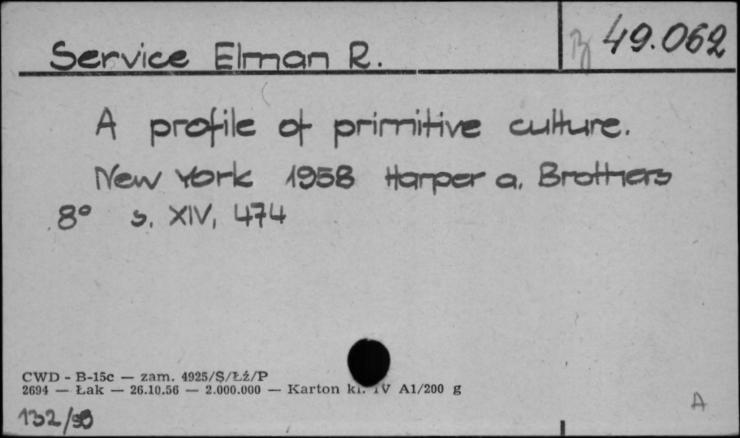 Service Elman R.
B 49.062
A profile of primitive culture.
New York 1958 Harper a. Brothers
8° s. XIV, 474
CWD - B-15c — zam. 4925/S/Łź/P
2694 — Łak — 26.10.56 — 2.000.000 — Karton kl. IV A1/200 g
132/58
A